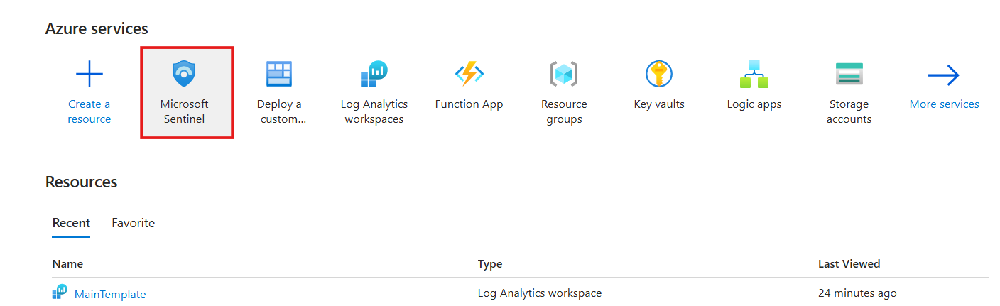 Azure services
Create a
resource
Microsoft
Sentinel
Deploy a
custom...
Log Analytics
workspaces
Function App
Resource
groups
Key vaults
Logic apps
Storage
accounts
More services
Resources
Recent Favorite
Name Type Last Viewed
MainTemplate Log Analytics workspace 24 minutes ago